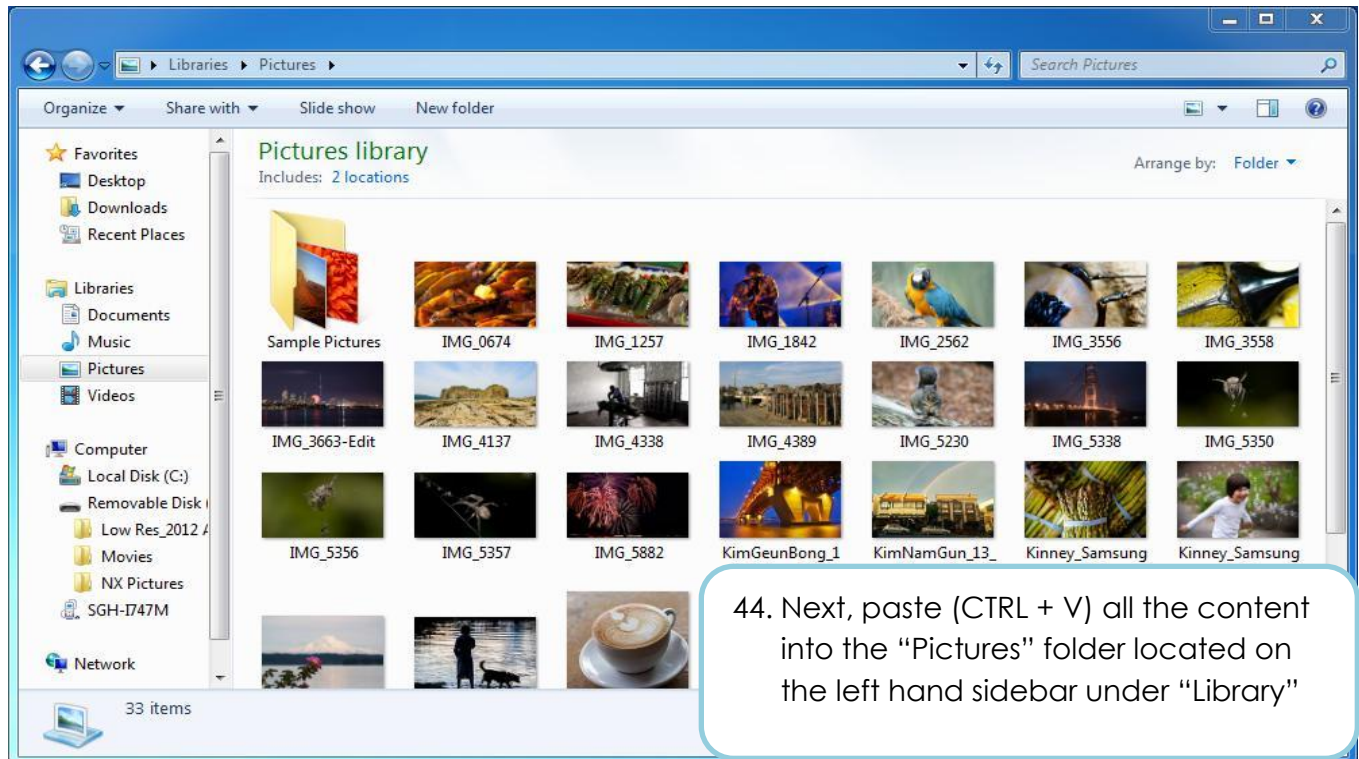 Libraries ▸ Pictures ▸
Search Pictures
Organize Share with Slide show New folder
Favorites
Desktop
Downloads
Recent Places
Libraries
Documents
Music
Pictures
Videos
Computer
Local Disk (C:)
Removable Disk (
Low Res_2012 A
Movies
NX Pictures
SGH-I747M
Network
Pictures library
Includes: 2 locations
Arrange by: Folder
Sample Pictures IMG_0674 IMG_1257 IMG_1842 IMG_2562 IMG_3556 IMG_3558
IMG_3663-Edit IMG_4137 IMG_4338 IMG_4389 IMG_5230 IMG_5338 IMG_5350
IMG_5356 IMG_5357 IMG_5882 KimGeunBong_1 KimNamGun_13_ Kinney_Samsung Kinney_Samsung
44. Next, paste (CTRL + V) all the content
into the “Pictures” folder located on
the left hand sidebar under “Library”
33 items